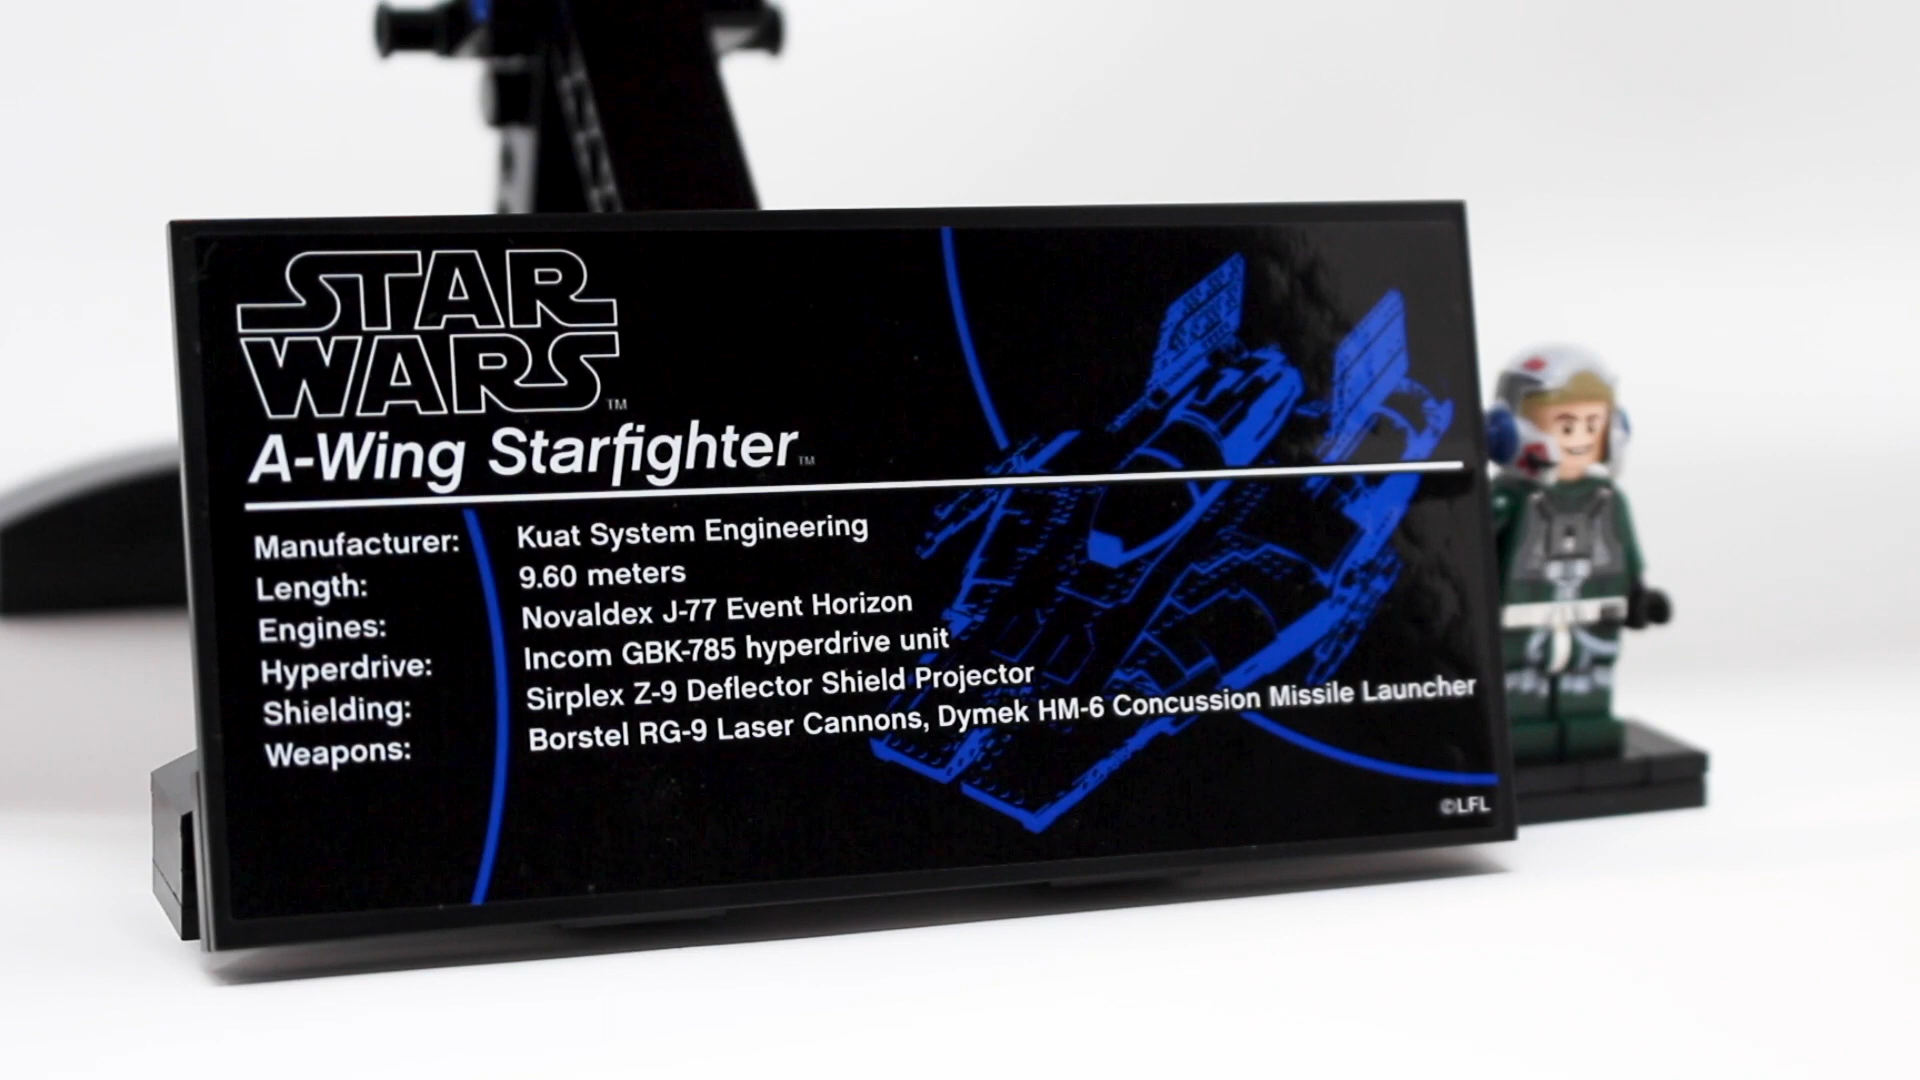 STAR
WARS™
A-Wing Starfighter™
Manufacturer: Kuat System Engineering
Length: 9.60 meters
Engines: Novaldex J-77 Event Horizon
Hyperdrive: Incom GBK-785 hyperdrive unit
Shielding: Sirplex Z-9 Deflector Shield Projector
Weapons: Borstel RG-9 Laser Cannons, Dymek HM-6 Concussion Missile Launcher
©LFL